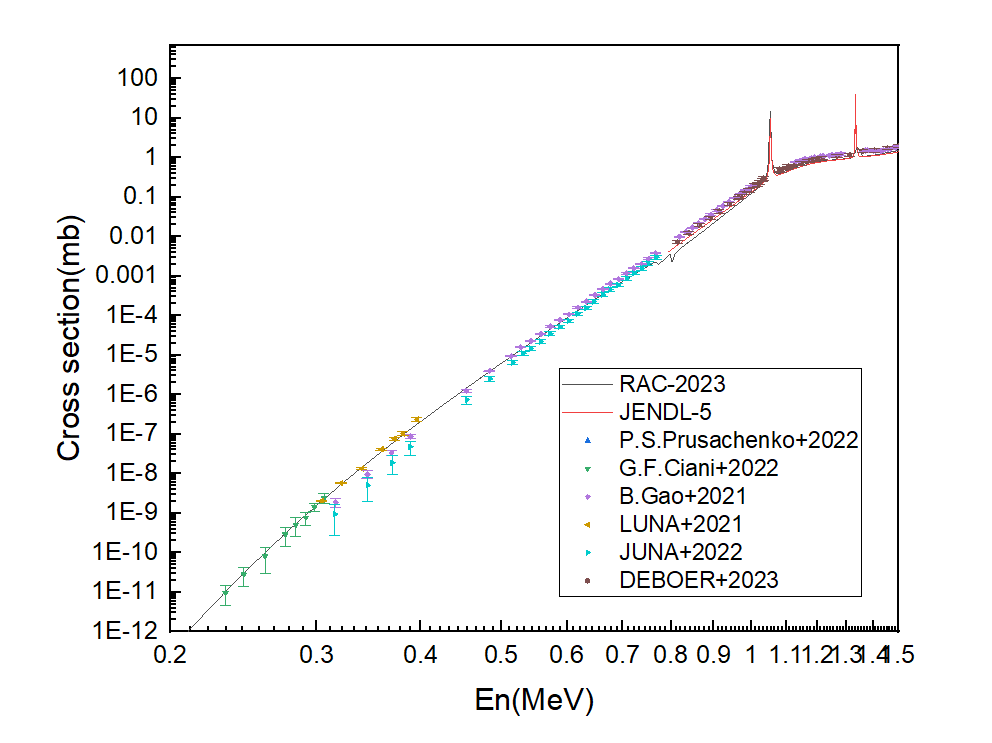 100
10
1
0.1
0.01
0.001
1E-4
1E-5
1E-6
1E-7
1E-8
1E-9
1E-10
1E-11
1E-12
Cross section(mb)
RAC-2023
JENDL-5
P.S.Prusachenko+2022
G.F.Ciani+2022
B.Gao+2021
LUNA+2021
JUNA+2022
DEBOER+2023
0.2 0.3 0.4 0.5 0.6 0.7 0.8 0.9 1 1.1 1.2 1.3 1.4 1.5
En(MeV)